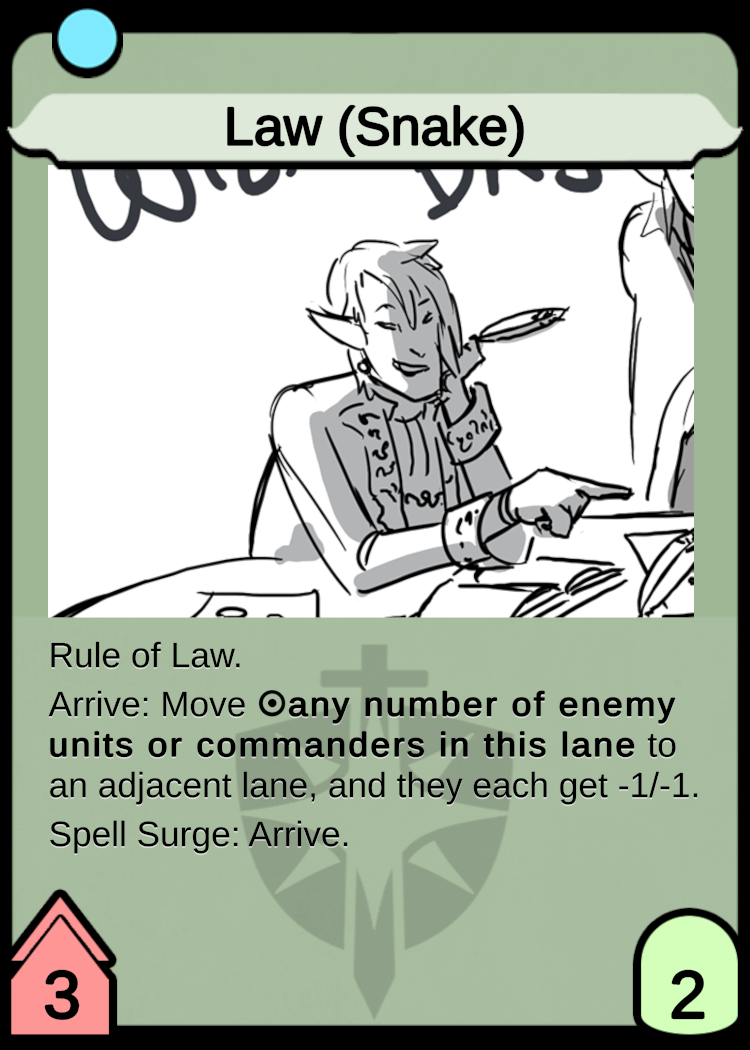 Law (Snake)
Rule of Law.
Arrive: Move ⊙any number of enemy
units or commanders in this lane to
an adjacent lane, and they each get -1/-1.
Spell Surge: Arrive.
3
2